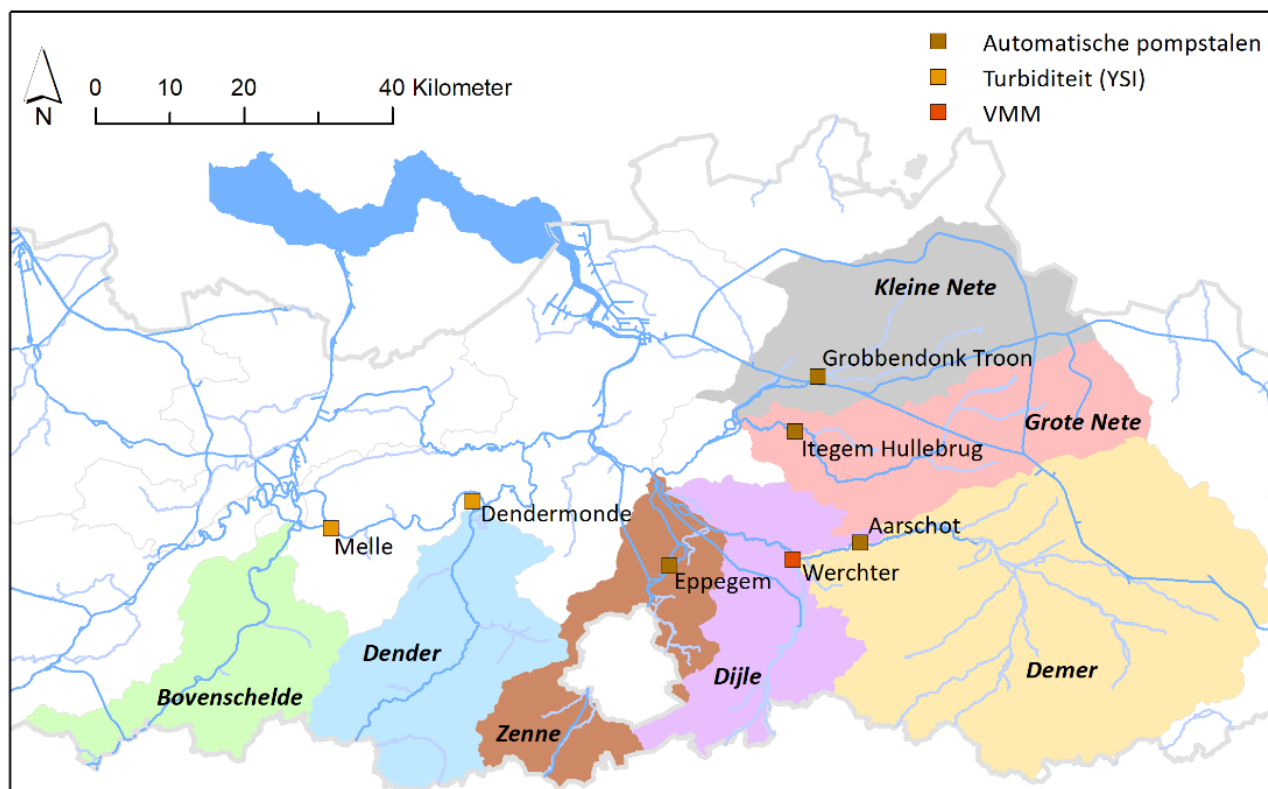 Automatische pompstalen
Turbiditeit (YSI)
VMM
0 10 20 40 Kilometer
N
Kleine Nete
Grobbendonk Troon
Grote Nete
Itegem Hullebrug
Dendermonde
Melle
Aarschot
Werchter
Eppegem
Dender
Dijle
Demer
Bovenschelde
Zenne